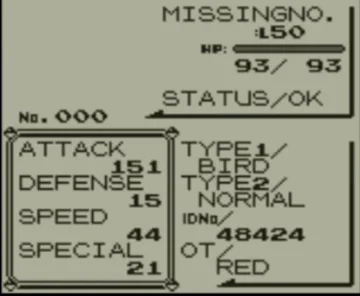 MISSINGNO.
:L50
HP:
93/ 93
STATUS/OK
No. 000
ATTACK
151
DEFENSE
15
SPEED
44
SPECIAL
21
TYPE1/
BIRD
TYPE2/
NORMAL
IDNo/
48424
OT/
RED